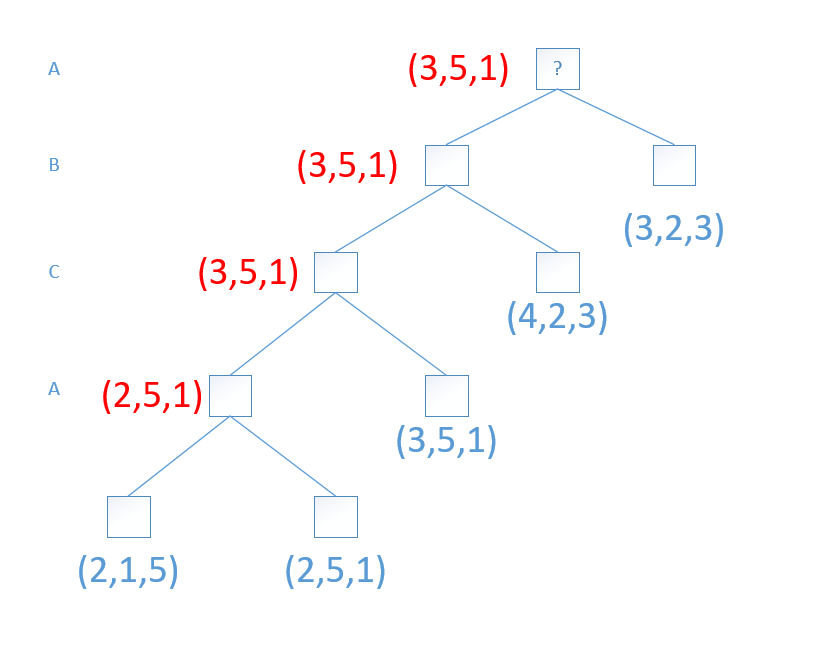 A (3,5,1) ?
B (3,5,1)
(3,2,3)
C (3,5,1)
(4,2,3)
A (2,5,1)
(3,5,1)
(2,1,5) (2,5,1)